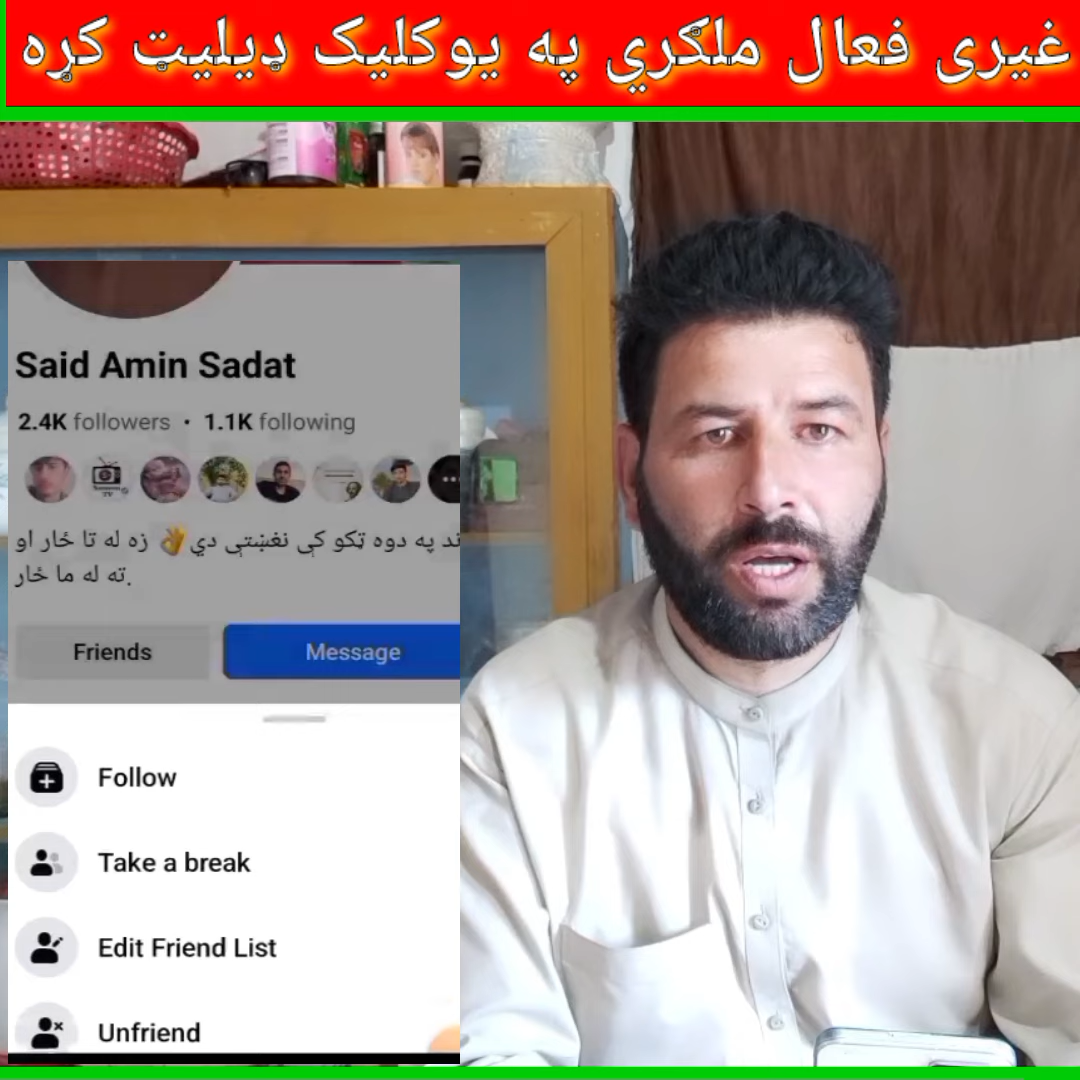 غیری فعال ملګري په یوکلیک ډیلیټ کړه
Said Amin Sadat
2.4K followers • 1.1K following
ند په دوه ټکو کې نغښتې دي👌 زه له تا ځار او
ته له ما ځار.
Friends
Message
Follow
Take a break
Edit Friend List
Unfriend